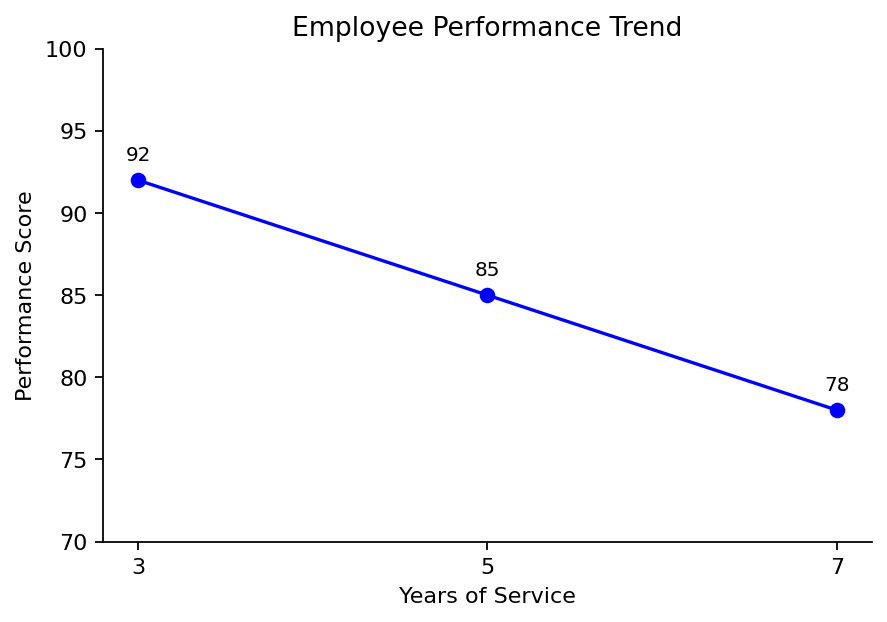 Employee Performance Trend
100
95
90
85
80
75
70
Performance Score
92
85
78
3 5 7
Years of Service